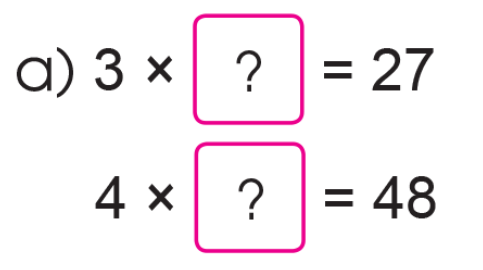 a) 3 × ? = 27
4 × ? = 48